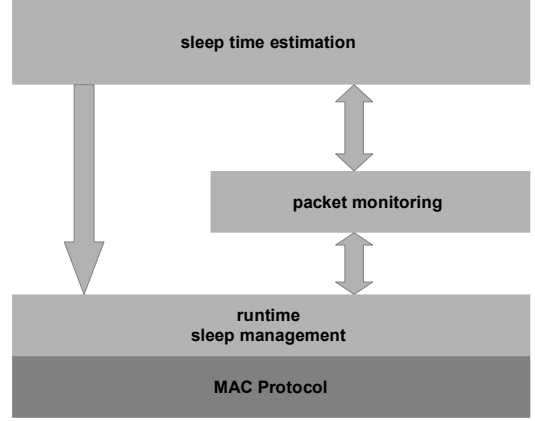 sleep time estimation
packet monitoring
runtime
sleep management
MAC Protocol